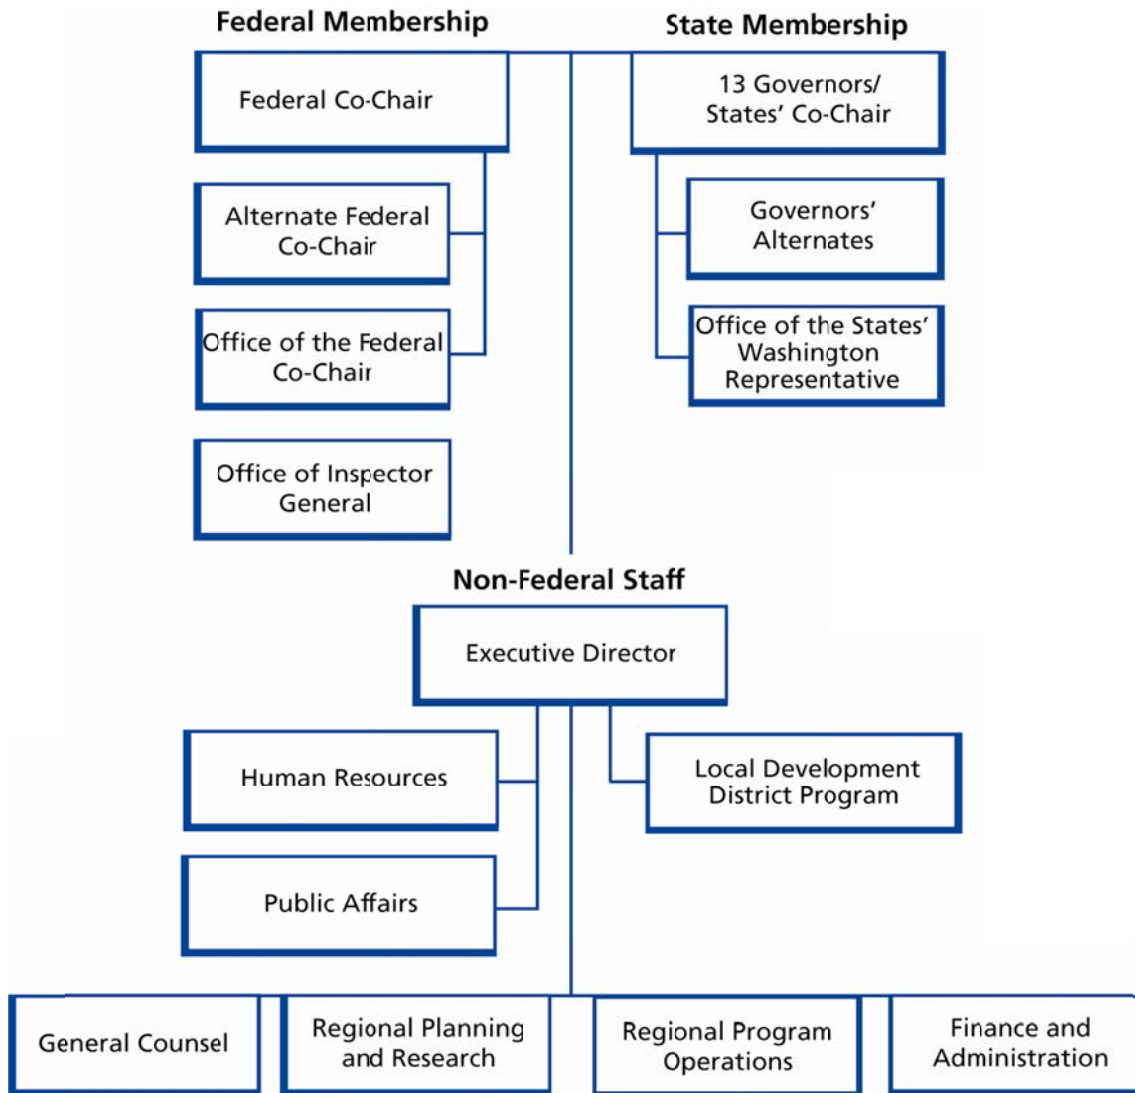 Federal Membership
State Membership
Federal Co-Chair
13 Governors/
States' Co-Chair
Alternate Federal
Co-Chair
Governors'
Alternates
Office of the Federal
Co-Chair
Office of the States'
Washington
Representative
Office of Inspector
General
Non-Federal Staff
Executive Director
Human Resources
Local Development
District Program
Public Affairs
General Counsel
Regional Planning
and Research
Regional Program
Operations
Finance and
Administration